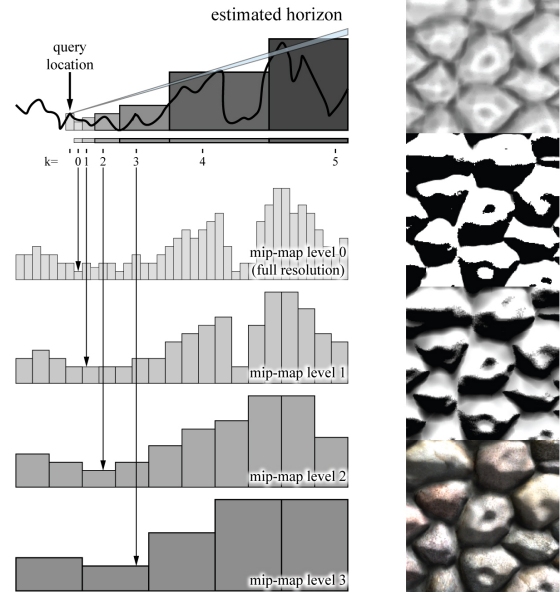 estimated horizon
query
location
k= 0 1 2 3 4 5
mip-map level 0
(full resolution)
mip-map level 1
mip-map level 2
mip-map level 3